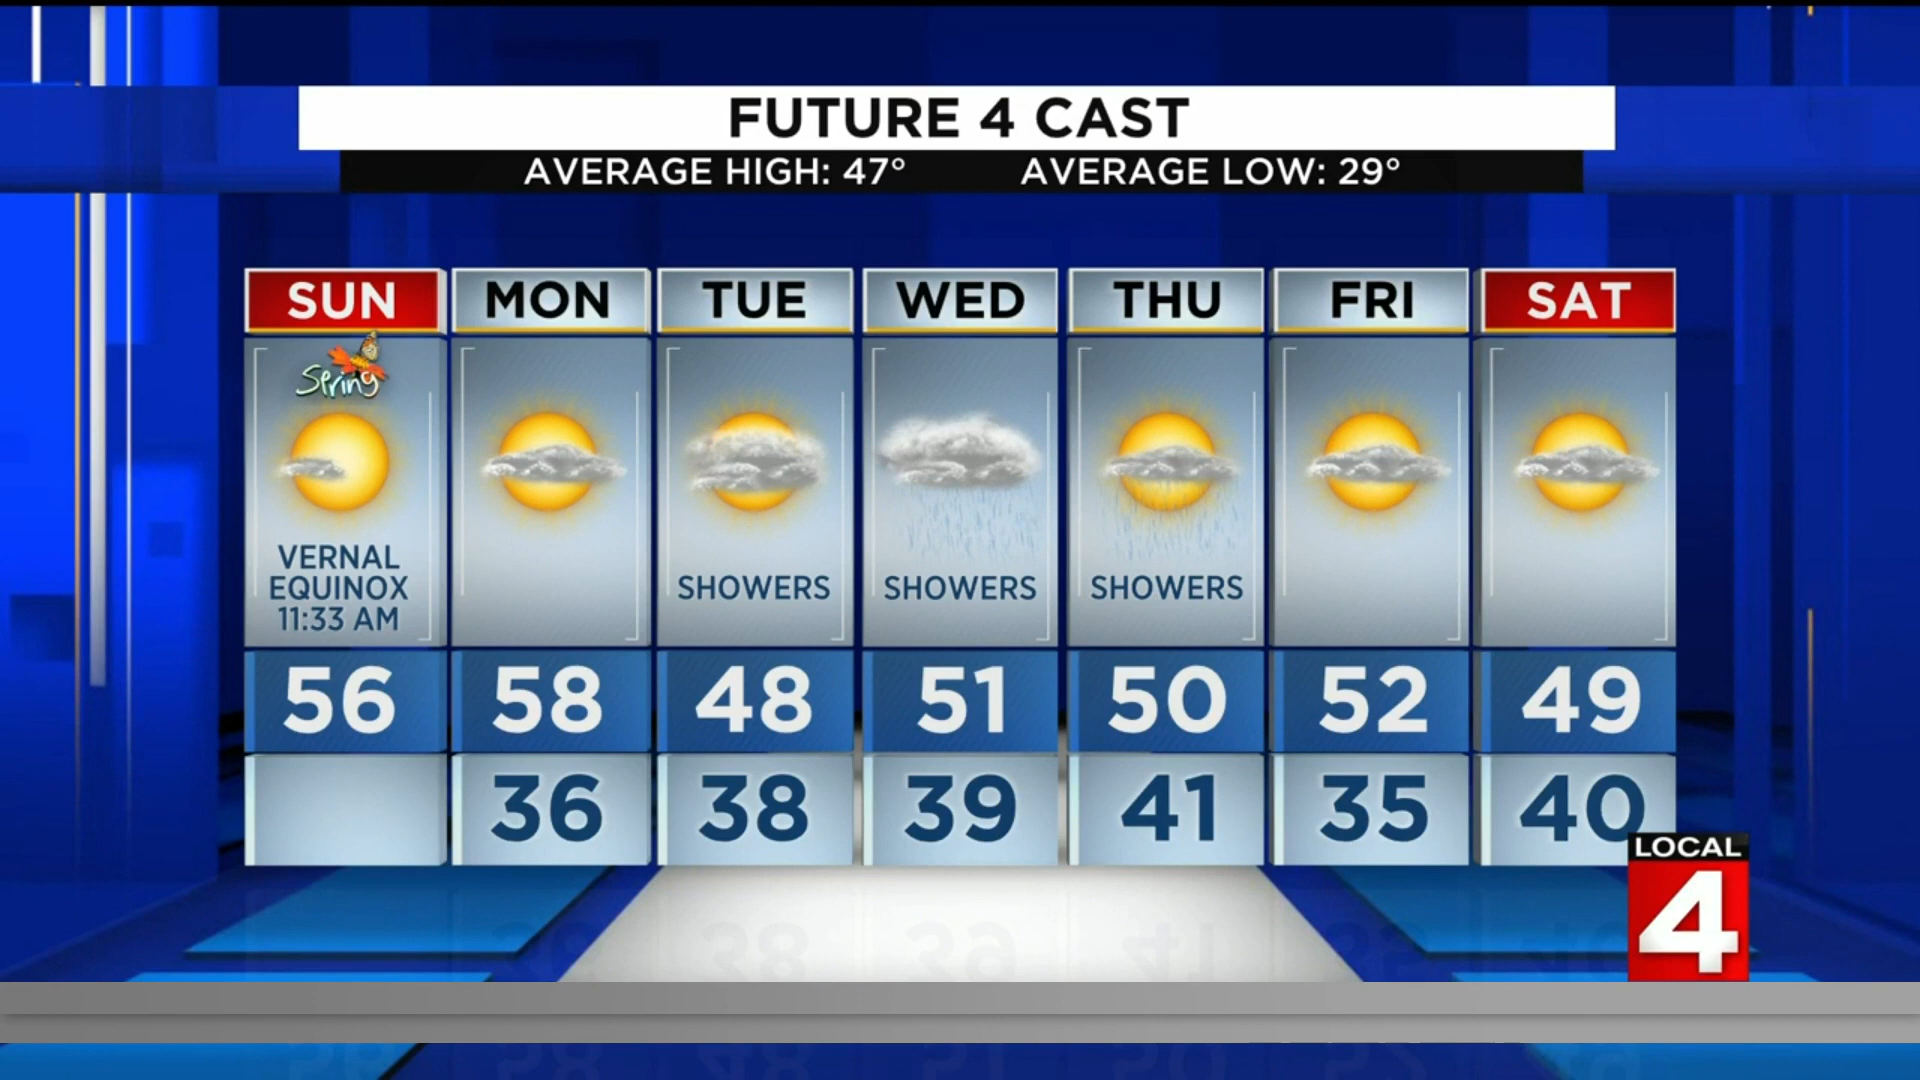 FUTURE 4 CAST
AVERAGE HIGH: 47° AVERAGE LOW: 29°
SUN MON TUE WED THU FRI SAT
Spring
VERNAL
EQUINOX
11:33 AM
SHOWERS SHOWERS SHOWERS
56 58 48 51 50 52 49
36 38 39 41 35 40
LOCAL
4